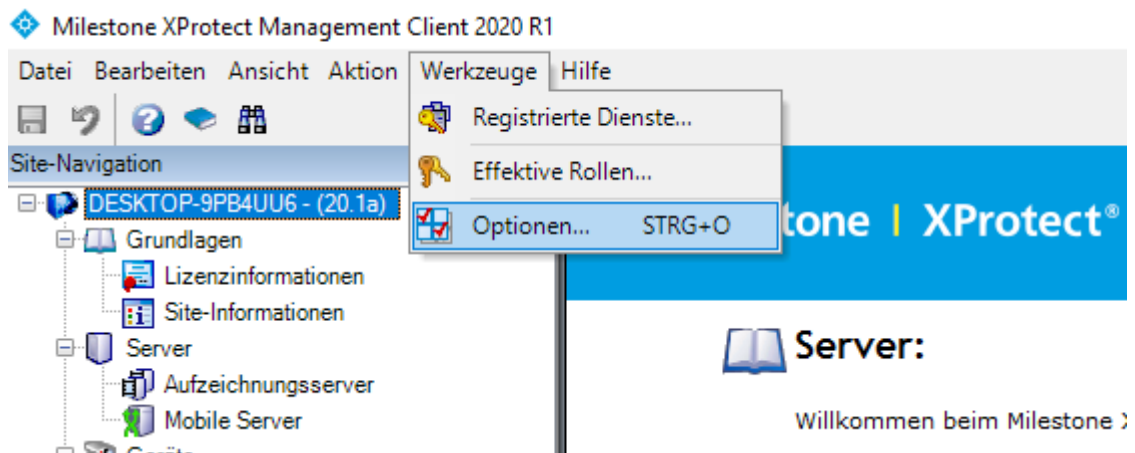 Milestone XProtect Management Client 2020 R1
Datei Bearbeiten Ansicht Aktion Werkzeuge Hilfe
Registrierte Dienste...
Effektive Rollen...
Optionen... STRG+O
Site-Navigation
DESKTOP-9PB4UU6 - (20.1a)
Grundlagen
Lizenzinformationen
Site-Informationen
Server
Aufzeichnungsserver
Mobile Server
Geräte
tone | XProtect®
Server:
Willkommen beim Milestone